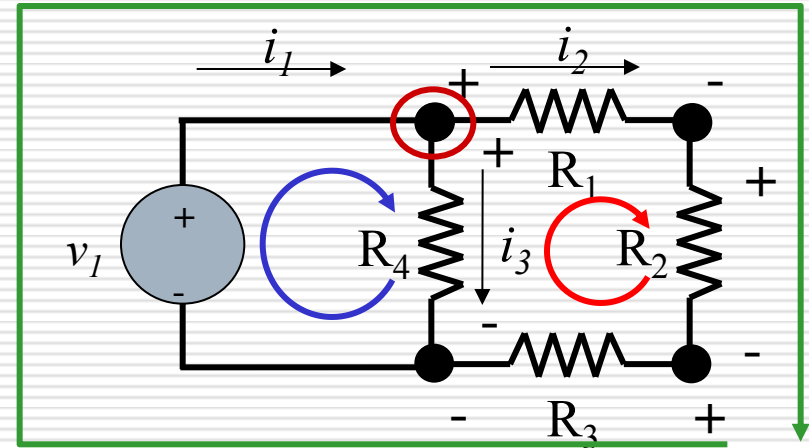 i₁ i₂
+ -
+ R₁ +
+
v₁ R₄ i₃ R₂
-
- -
- R₃ +